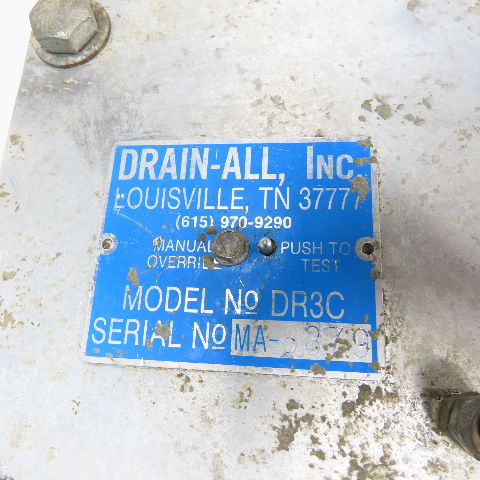 DRAIN-ALL, INC
LOUISVILLE, TN 37777
(615) 970-9290
MANUAL PUSH TO
OVERRIDE TEST
MODEL NO DR3C
SERIAL NO